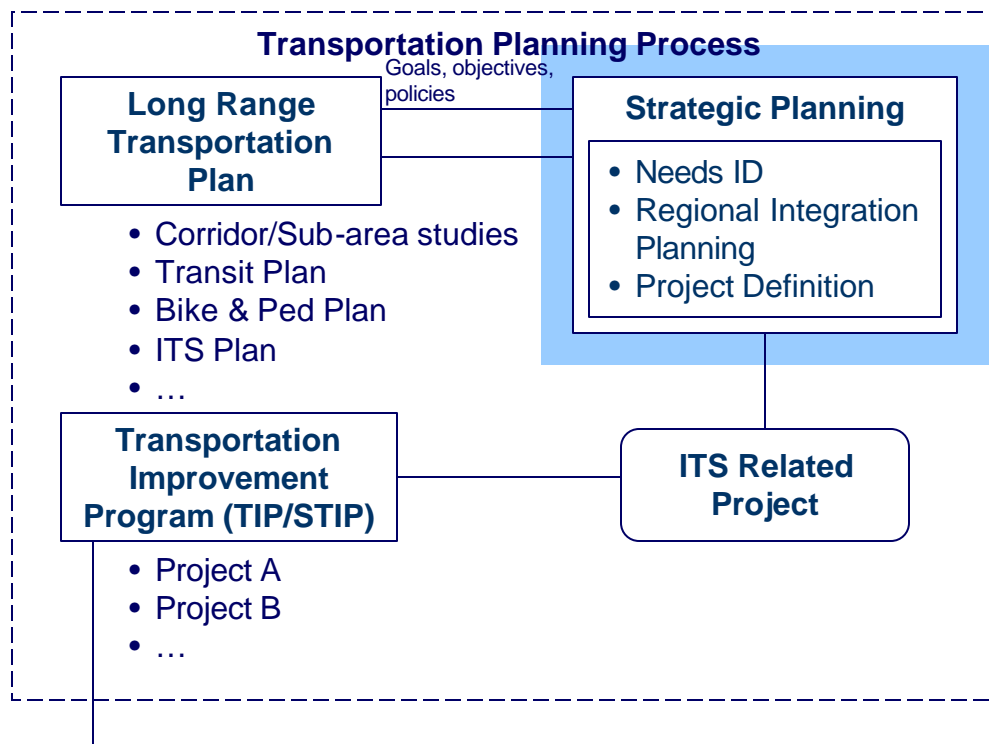 Transportation Planning Process
Goals, objectives,
policies
Long Range
Transportation
Plan
• Corridor/Sub-area studies
• Transit Plan
• Bike & Ped Plan
• ITS Plan
• …
Strategic Planning
• Needs ID
• Regional Integration
Planning
• Project Definition
Transportation
Improvement
Program (TIP/STIP)
• Project A
• Project B
• …
ITS Related
Project